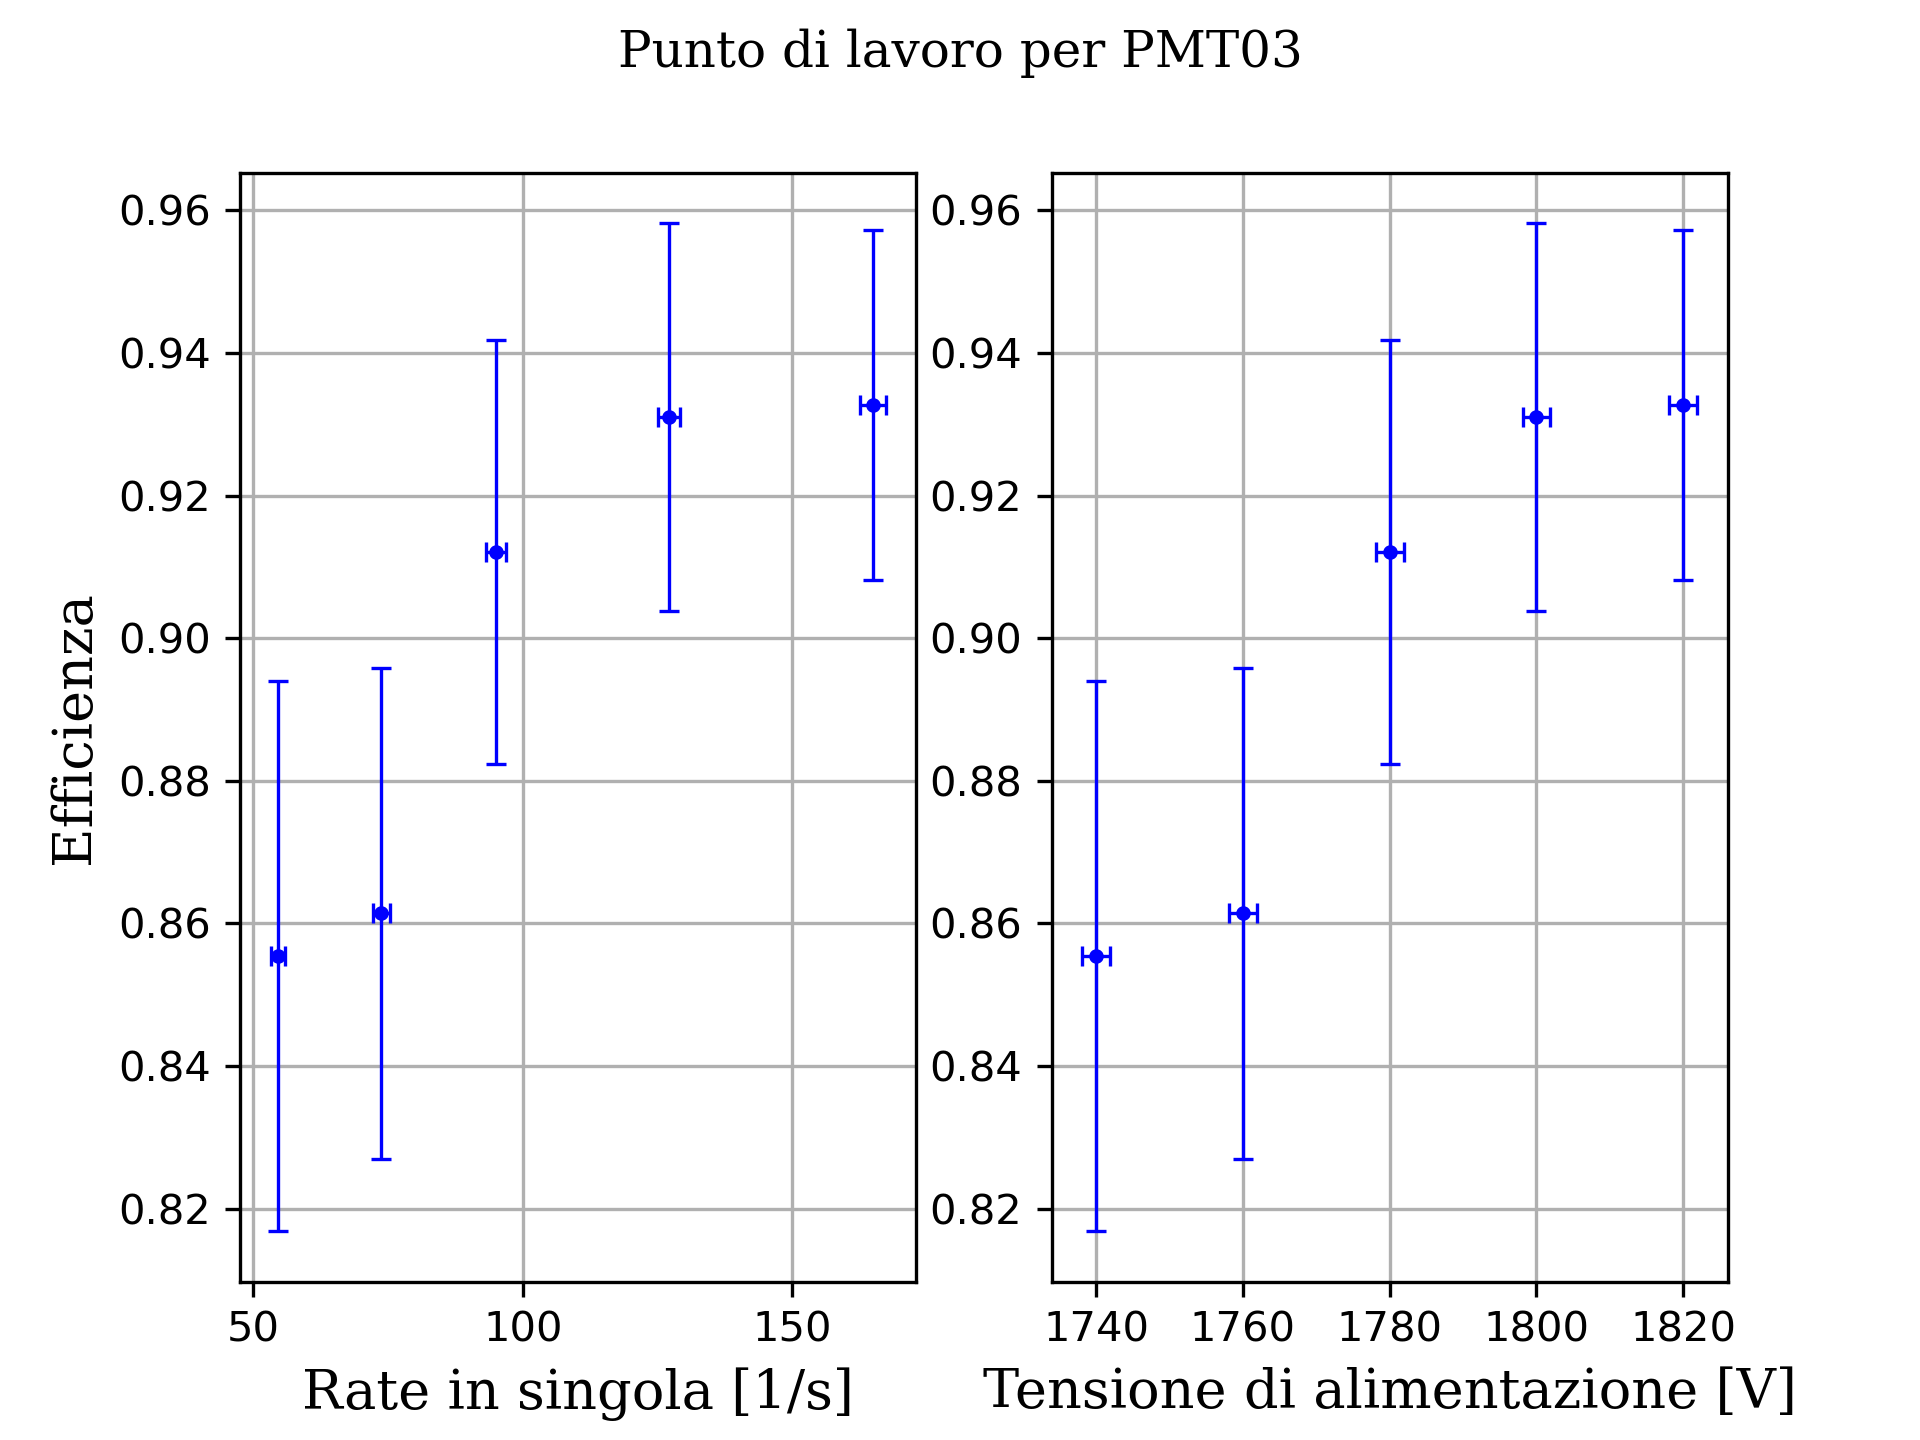 Punto di lavoro per PMT03
Efficienza
0.96
0.94
0.92
0.90
0.88
0.86
0.84
0.82
50 100 150
Rate in singola [1/s]
0.96
0.94
0.92
0.90
0.88
0.86
0.84
0.82
1740 1760 1780 1800 1820
Tensione di alimentazione [V]